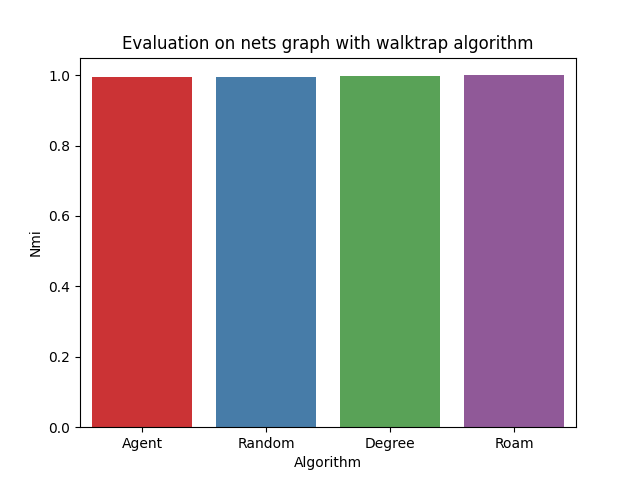 Evaluation on nets graph with walktrap algorithm
1.0
0.8
0.6
0.4
0.2
0.0
Nmi
Agent Random Degree Roam
Algorithm